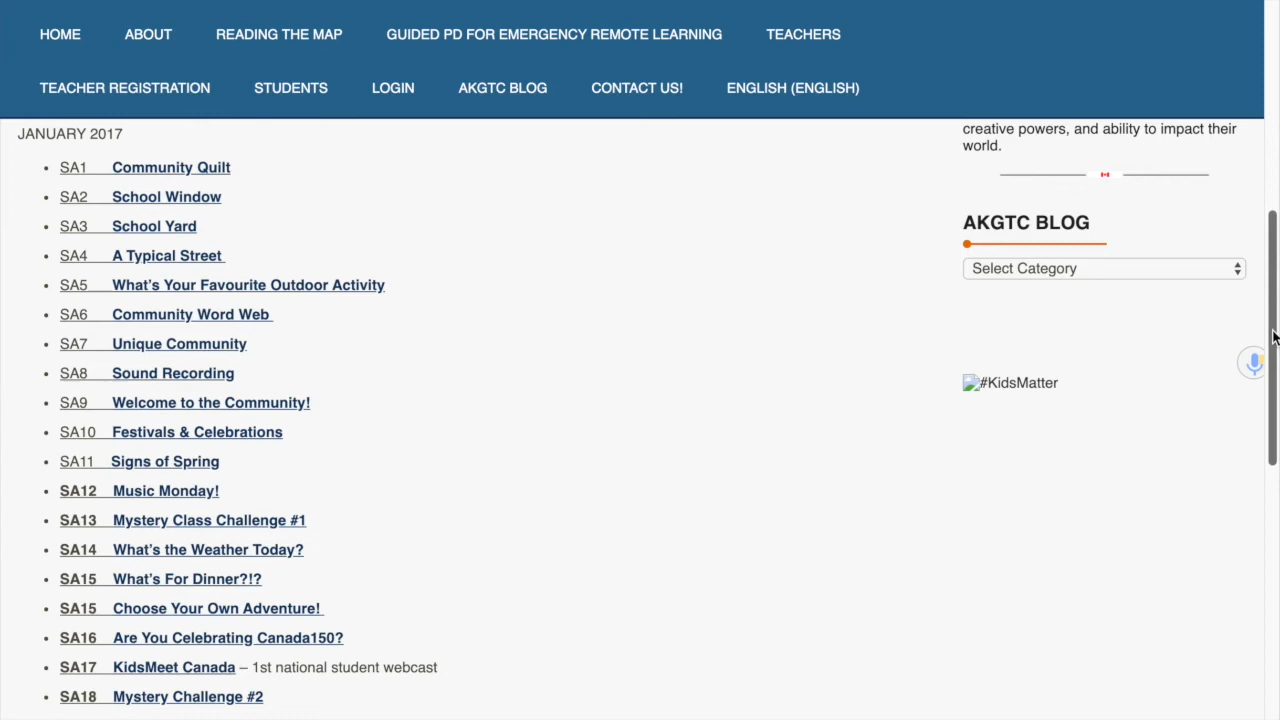 HOME ABOUT READING THE MAP GUIDED PD FOR EMERGENCY REMOTE LEARNING TEACHERS
TEACHER REGISTRATION STUDENTS LOGIN AKGTC BLOG CONTACT US! ENGLISH (ENGLISH)
JANUARY 2017
• SA1 Community Quilt
• SA2 School Window
• SA3 School Yard
• SA4 A Typical Street
• SA5 What’s Your Favourite Outdoor Activity
• SA6 Community Word Web
• SA7 Unique Community
• SA8 Sound Recording
• SA9 Welcome to the Community!
• SA10 Festivals & Celebrations
• SA11 Signs of Spring
• SA12 Music Monday!
• SA13 Mystery Class Challenge #1
• SA14 What’s the Weather Today?
• SA15 What’s For Dinner?!?
• SA15 Choose Your Own Adventure!
• SA16 Are You Celebrating Canada150?
• SA17 KidsMeet Canada – 1st national student webcast
• SA18 Mystery Challenge #2
creative powers, and ability to impact their
world.
AKGTC BLOG
Select Category
#KidsMatter